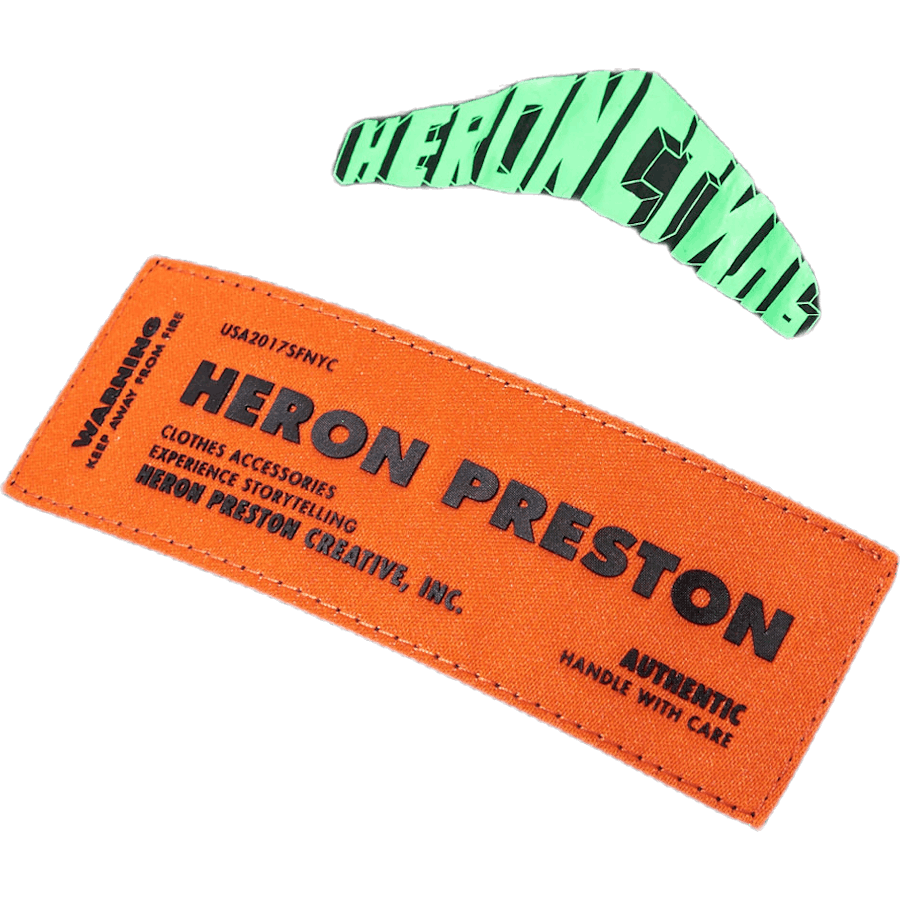 HERONСТИЛЬ
WARNING
KEEP AWAY FROM FIRE
USA2017SFNYC
HERON PRESTON
CLOTHES ACCESSORIES
EXPERIENCE STORYTELLING
HERON PRESTON CREATIVE, INC.
AUTHENTIC
HANDLE WITH CARE